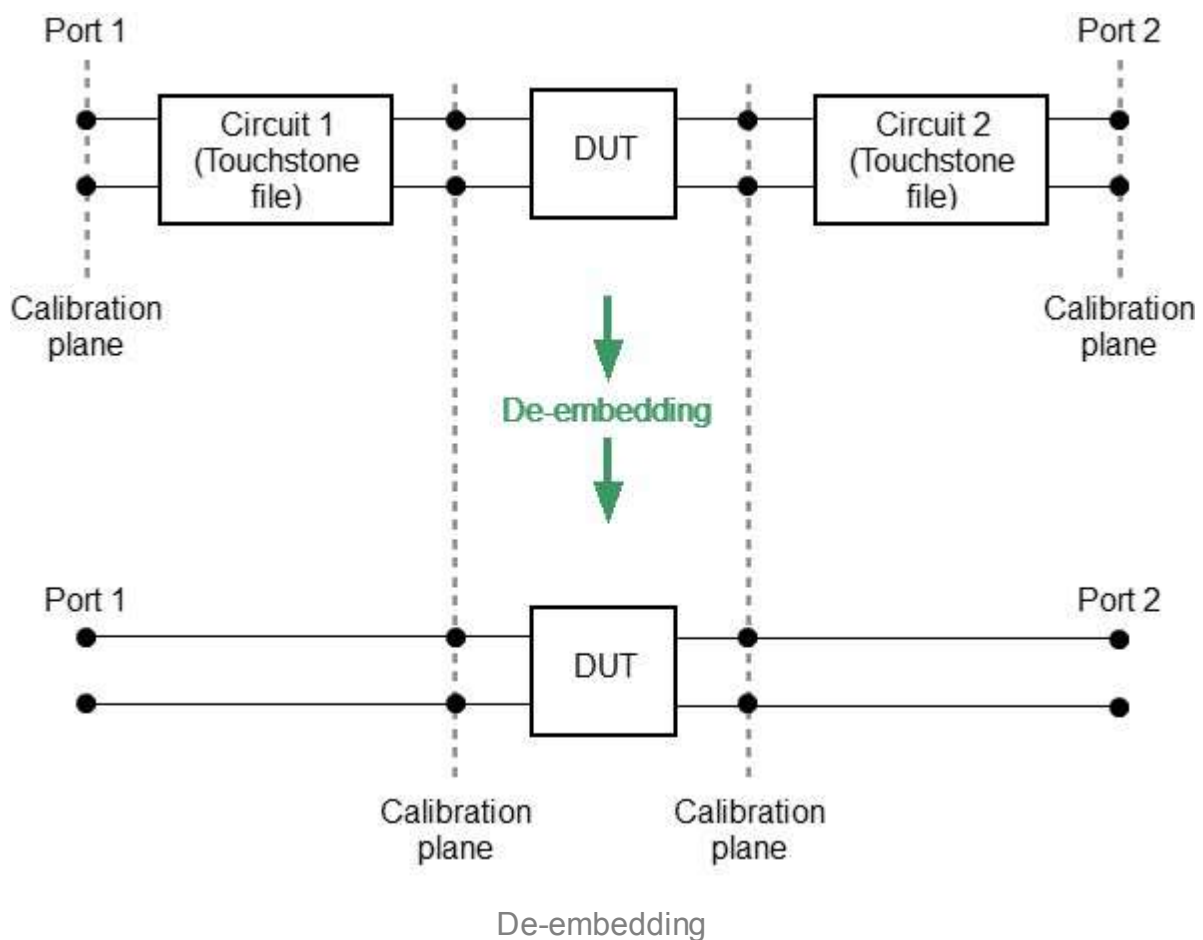 Port 1
Port 2
Circuit 1
(Touchstone
file)
DUT
Circuit 2
(Touchstone
file)
Calibration
plane
Calibration
plane
De-embedding
Port 1
Port 2
DUT
Calibration
plane
Calibration
plane
De-embedding